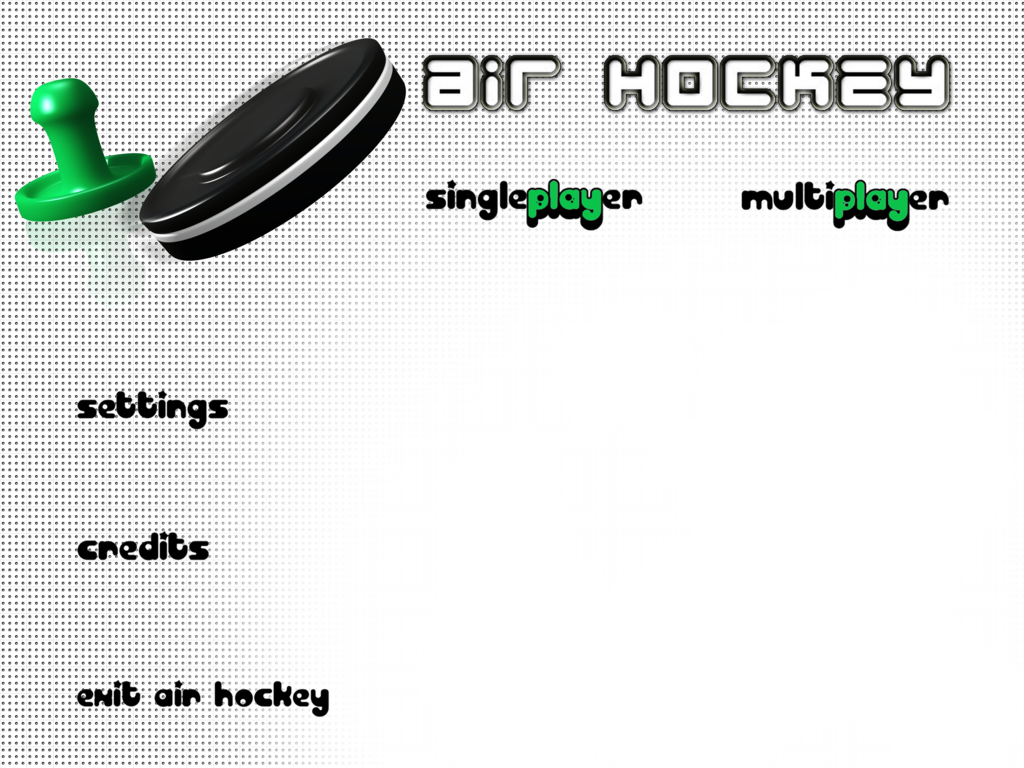 air hockey
singleplayer multiplayer
settings
credits
exit air hockey